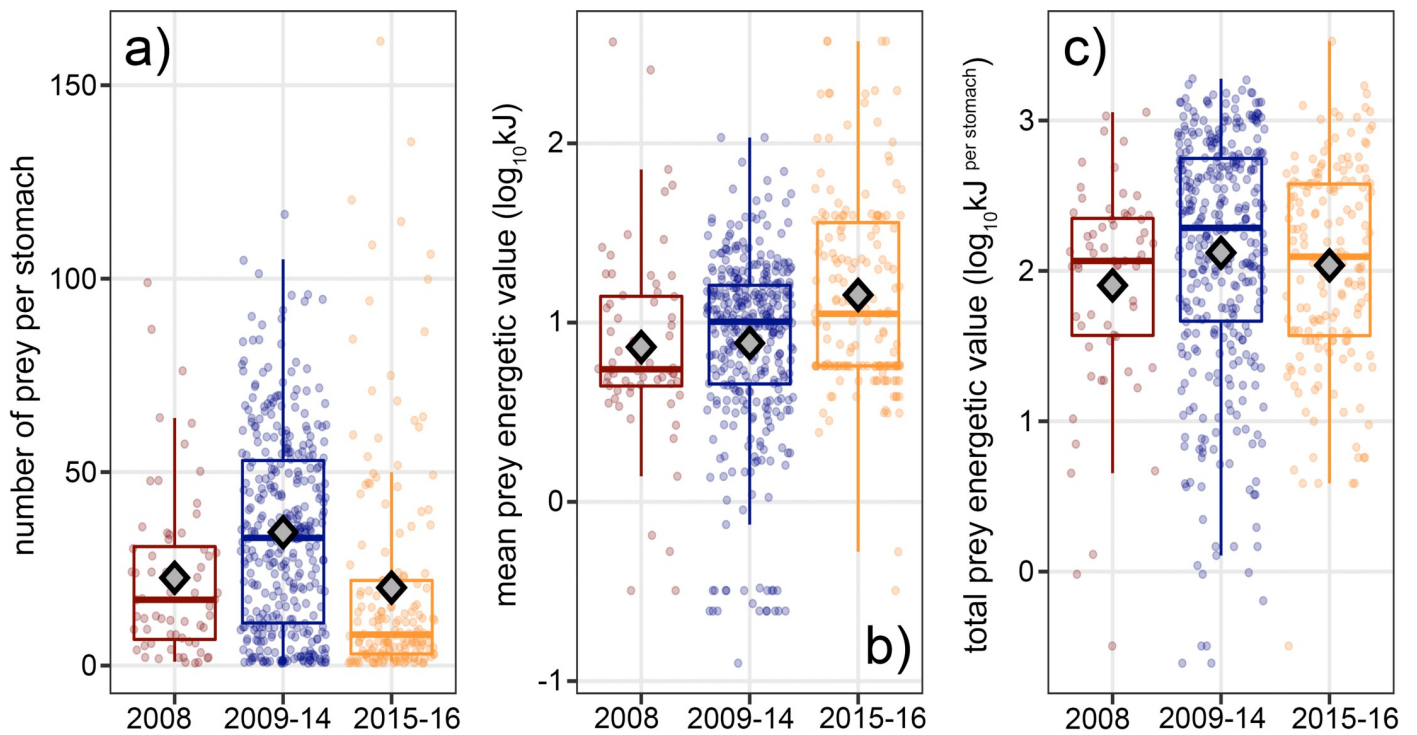 a)
number of prey per stomach
150
100
50
0
2008 2009-14 2015-16
b)
mean prey energetic value (log10kJ)
2
1
0
-1
2008 2009-14 2015-16
c)
total prey energetic value (log10kJ per stomach)
3
2
1
0
2008 2009-14 2015-16